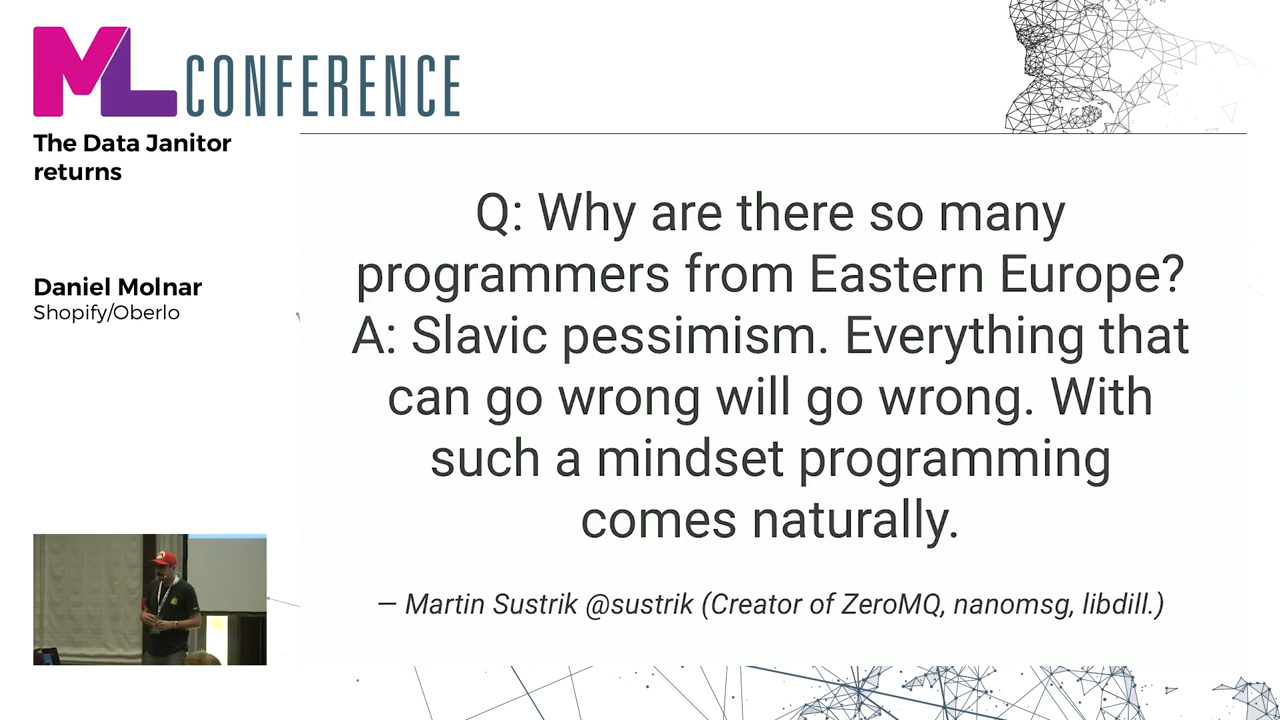 ML CONFERENCE
The Data Janitor
returns
Daniel Molnar
Shopify/Oberlo
Q: Why are there so many
programmers from Eastern Europe?
A: Slavic pessimism. Everything that
can go wrong will go wrong. With
such a mindset programming
comes naturally.
— Martin Sustrik @sustrik (Creator of ZeroMQ, nanomsg, libdill.)